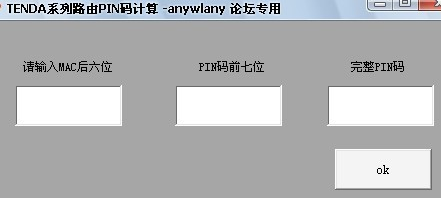 TENDA系列路由PIN码计算 -anywlany 论坛专用
请输入MAC后六位 PIN码前七位 完整PIN码
ok